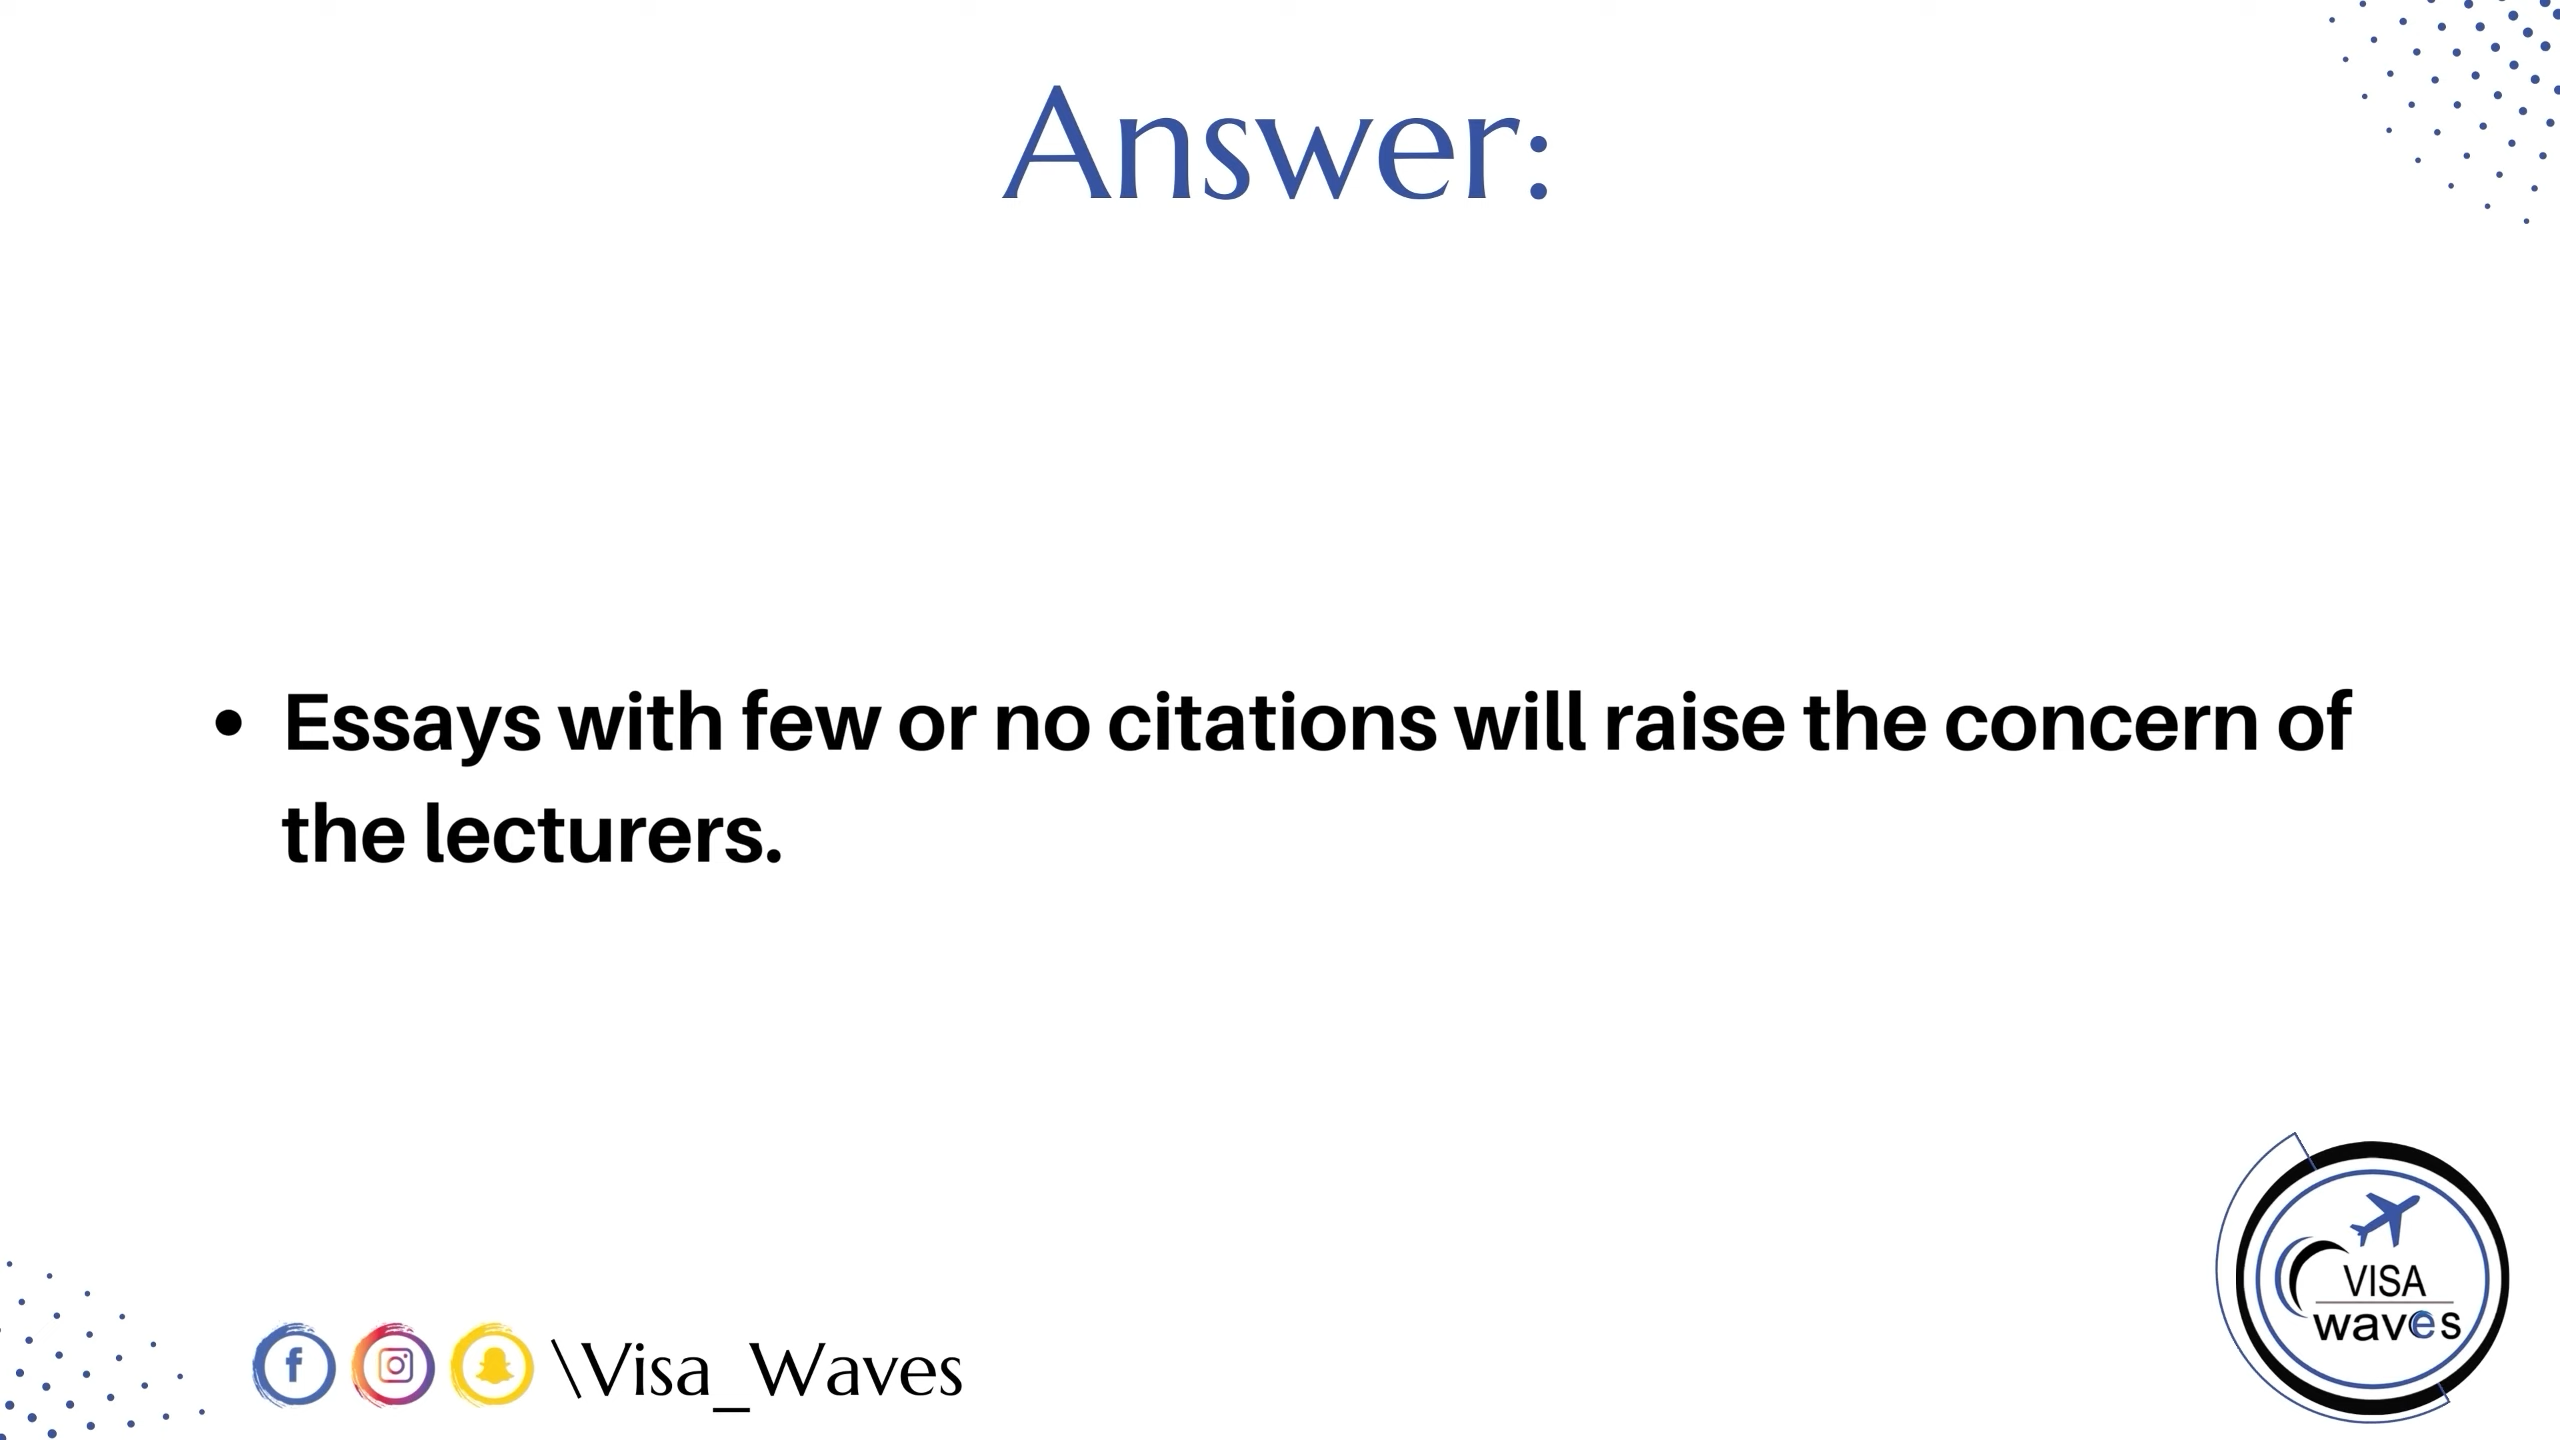 Answer:
• Essays with few or no citations will raise the concern of
the lecturers.
VISA
waves
\Visa_Waves